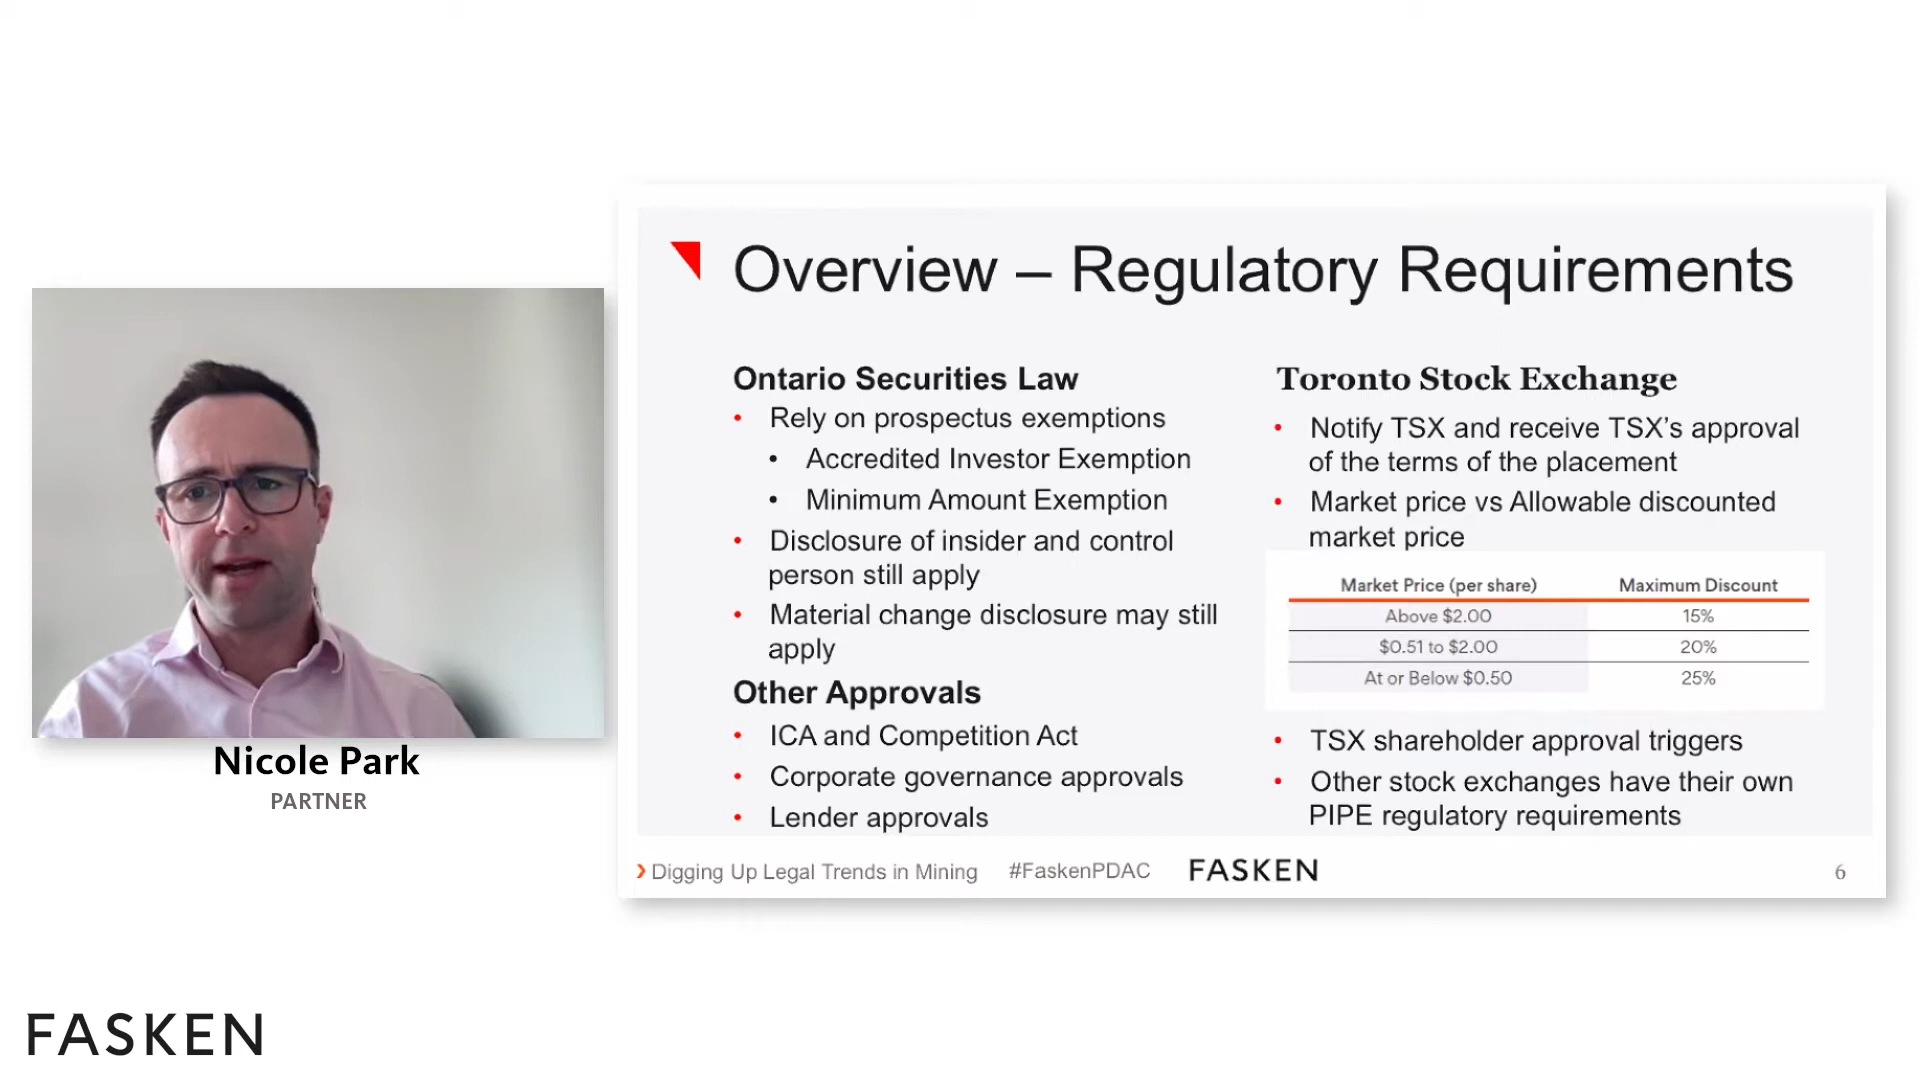 Nicole Park
PARTNER
FASKEN
Overview – Regulatory Requirements
Ontario Securities Law
• Rely on prospectus exemptions
• Accredited Investor Exemption
• Minimum Amount Exemption
• Disclosure of insider and control
person still apply
• Material change disclosure may still
apply
Other Approvals
• ICA and Competition Act
• Corporate governance approvals
• Lender approvals
Toronto Stock Exchange
• Notify TSX and receive TSX’s approval
of the terms of the placement
• Market price vs Allowable discounted
market price
Market Price (per share) Maximum Discount
Above $2.00 15%
$0.51 to $2.00 20%
At or Below $0.50 25%
• TSX shareholder approval triggers
• Other stock exchanges have their own
PIPE regulatory requirements
Digging Up Legal Trends in Mining #FaskenPDAC FASKEN 6